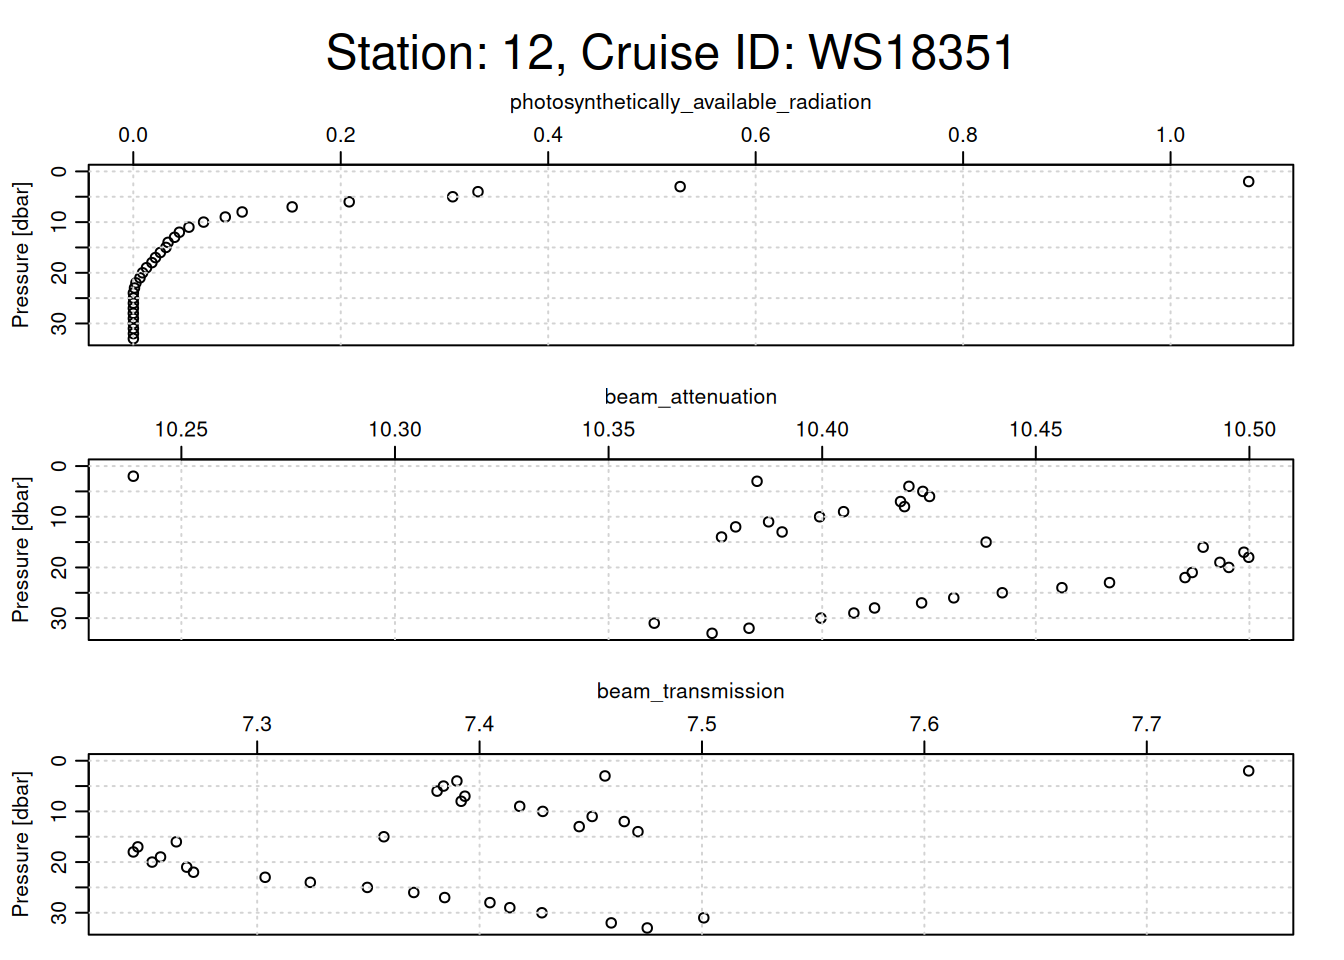 Station: 12, Cruise ID: WS18351
photosynthetically_available_radiation
0.0 0.2 0.4 0.6 0.8 1.0
Pressure [dbar]
0
10
20
30
beam_attenuation
10.25 10.30 10.35 10.40 10.45 10.50
Pressure [dbar]
0
10
20
30
beam_transmission
7.3 7.4 7.5 7.6 7.7
Pressure [dbar]
0
10
20
30